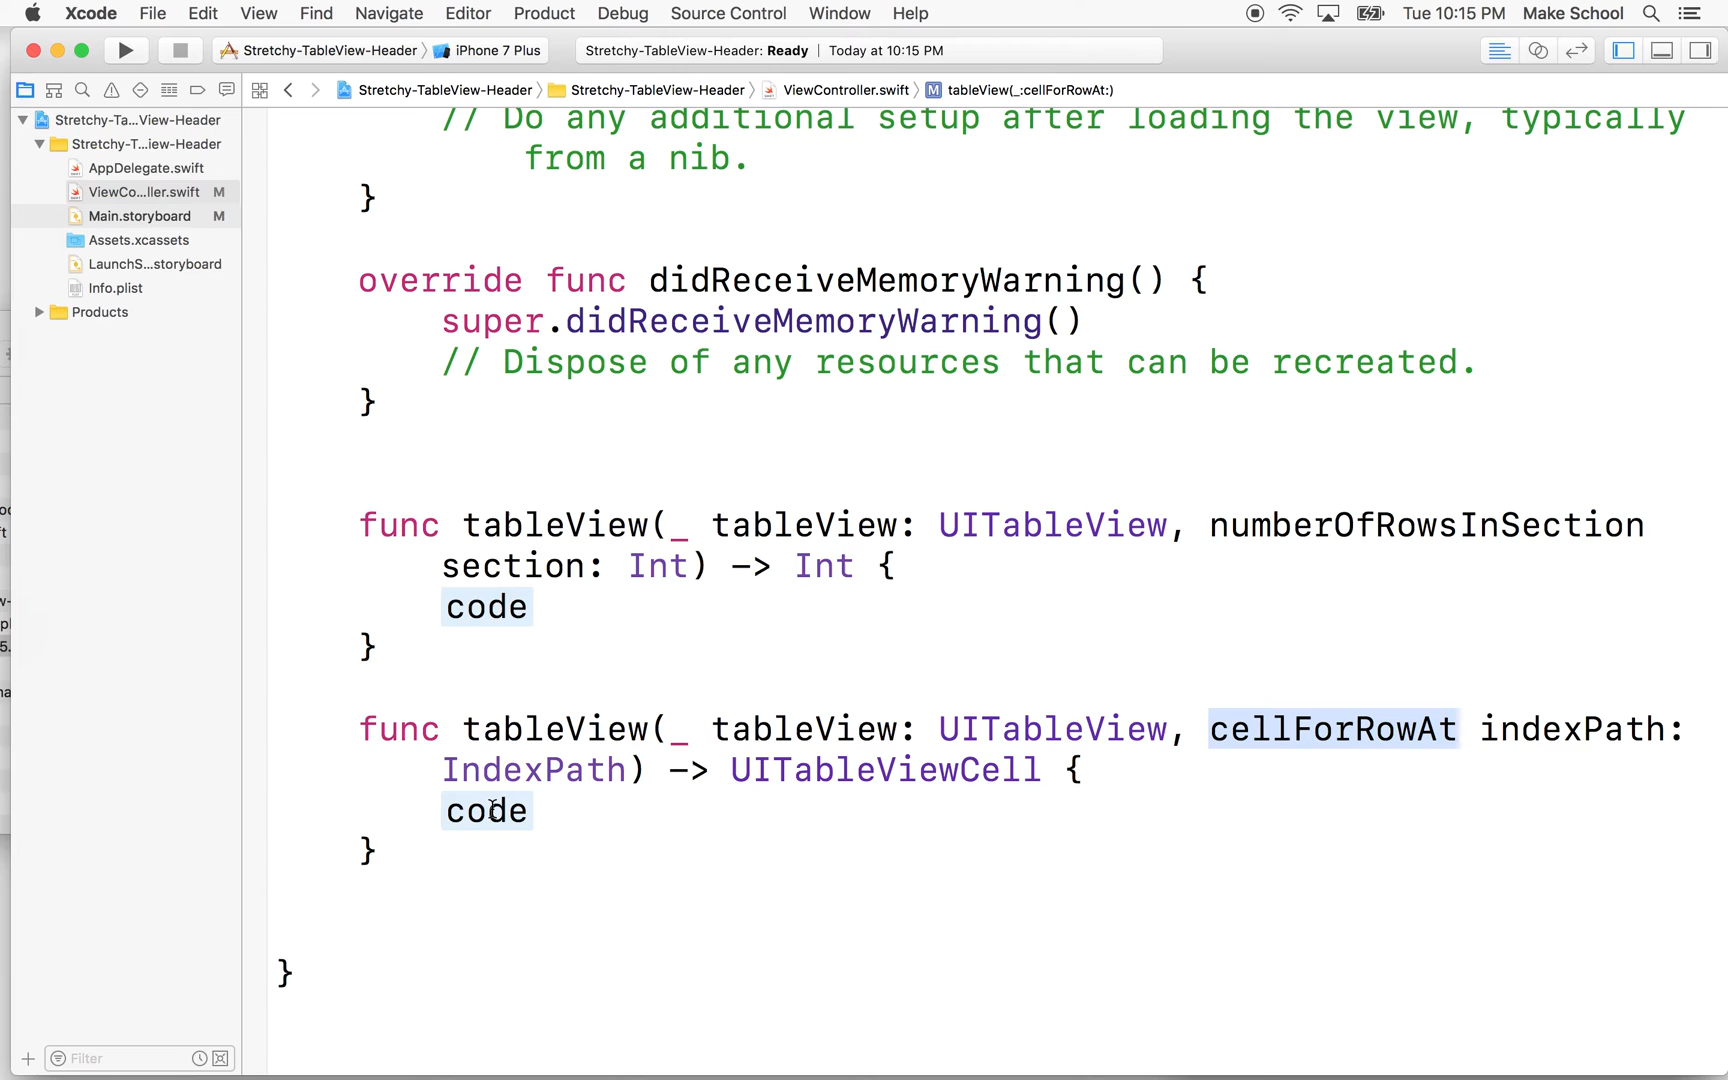 Xcode File Edit View Find Navigate Editor Product Debug Source Control Window Help Tue 10:15 PM Make School
Stretchy-TableView-Header iPhone 7 Plus Stretchy-TableView-Header: Ready | Today at 10:15 PM
Stretchy-TableView-Header Stretchy-TableView-Header ViewController.swift M tableView(_:cellForRowAt:)
Stretchy-Ta...View-Header
Stretchy-T...iew-Header
AppDelegate.swift
ViewCo...ller.swift M
Main.storyboard M
Assets.xcassets
LaunchS...storyboard
Info.plist
Products
// Do any additional setup after loading the view, typically
from a nib.
}
override func didReceiveMemoryWarning() {
super.didReceiveMemoryWarning()
// Dispose of any resources that can be recreated.
}
func tableView(_ tableView: UITableView, numberOfRowsInSection
section: Int) -> Int {
code
}
func tableView(_ tableView: UITableView, cellForRowAt indexPath:
IndexPath) -> UITableViewCell {
code
}
}
Filter